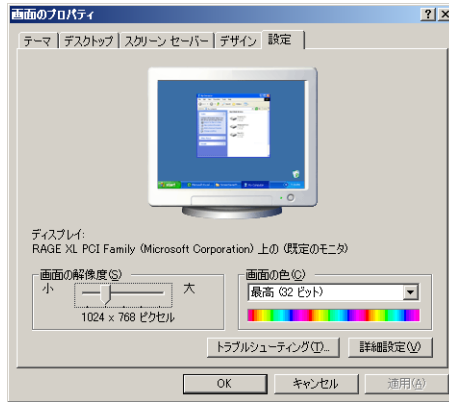 画面のプロパティ
テーマ デスクトップ スクリーン セーバー デザイン 設定
ディスプレイ:
RAGE XL PCI Family (Microsoft Corporation) 上の (既定のモニタ)
画面の解像度(S)
小 大
1024 x 768 ピクセル
画面の色(C)
最高 (32 ビット)
トラブルシューティング(T)... 詳細設定(V)
OK キャンセル 適用(A)